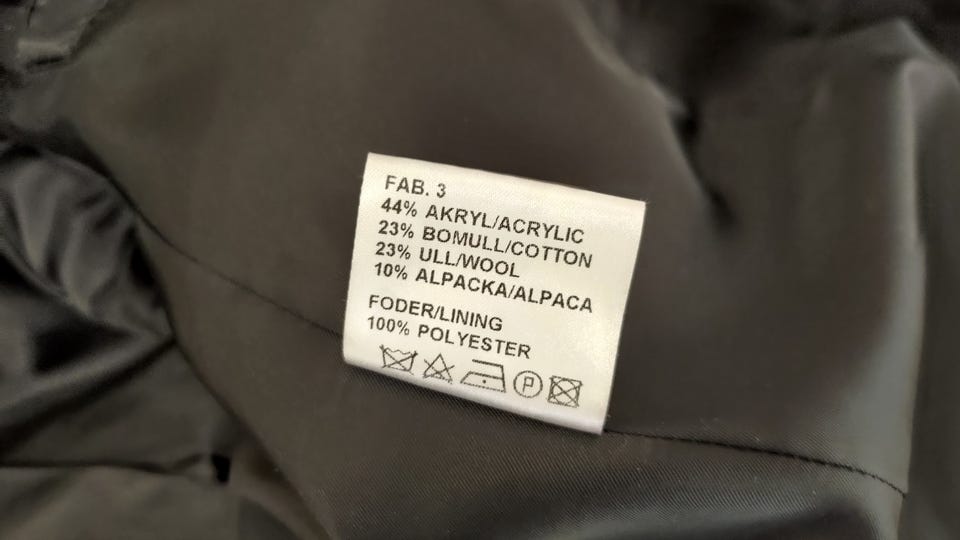 FAB. 3
44% AKRYL/ACRYLIC
23% BOMULL/COTTON
23% ULL/WOOL
10% ALPACKA/ALPACA
FODER/LINING
100% POLYESTER
P